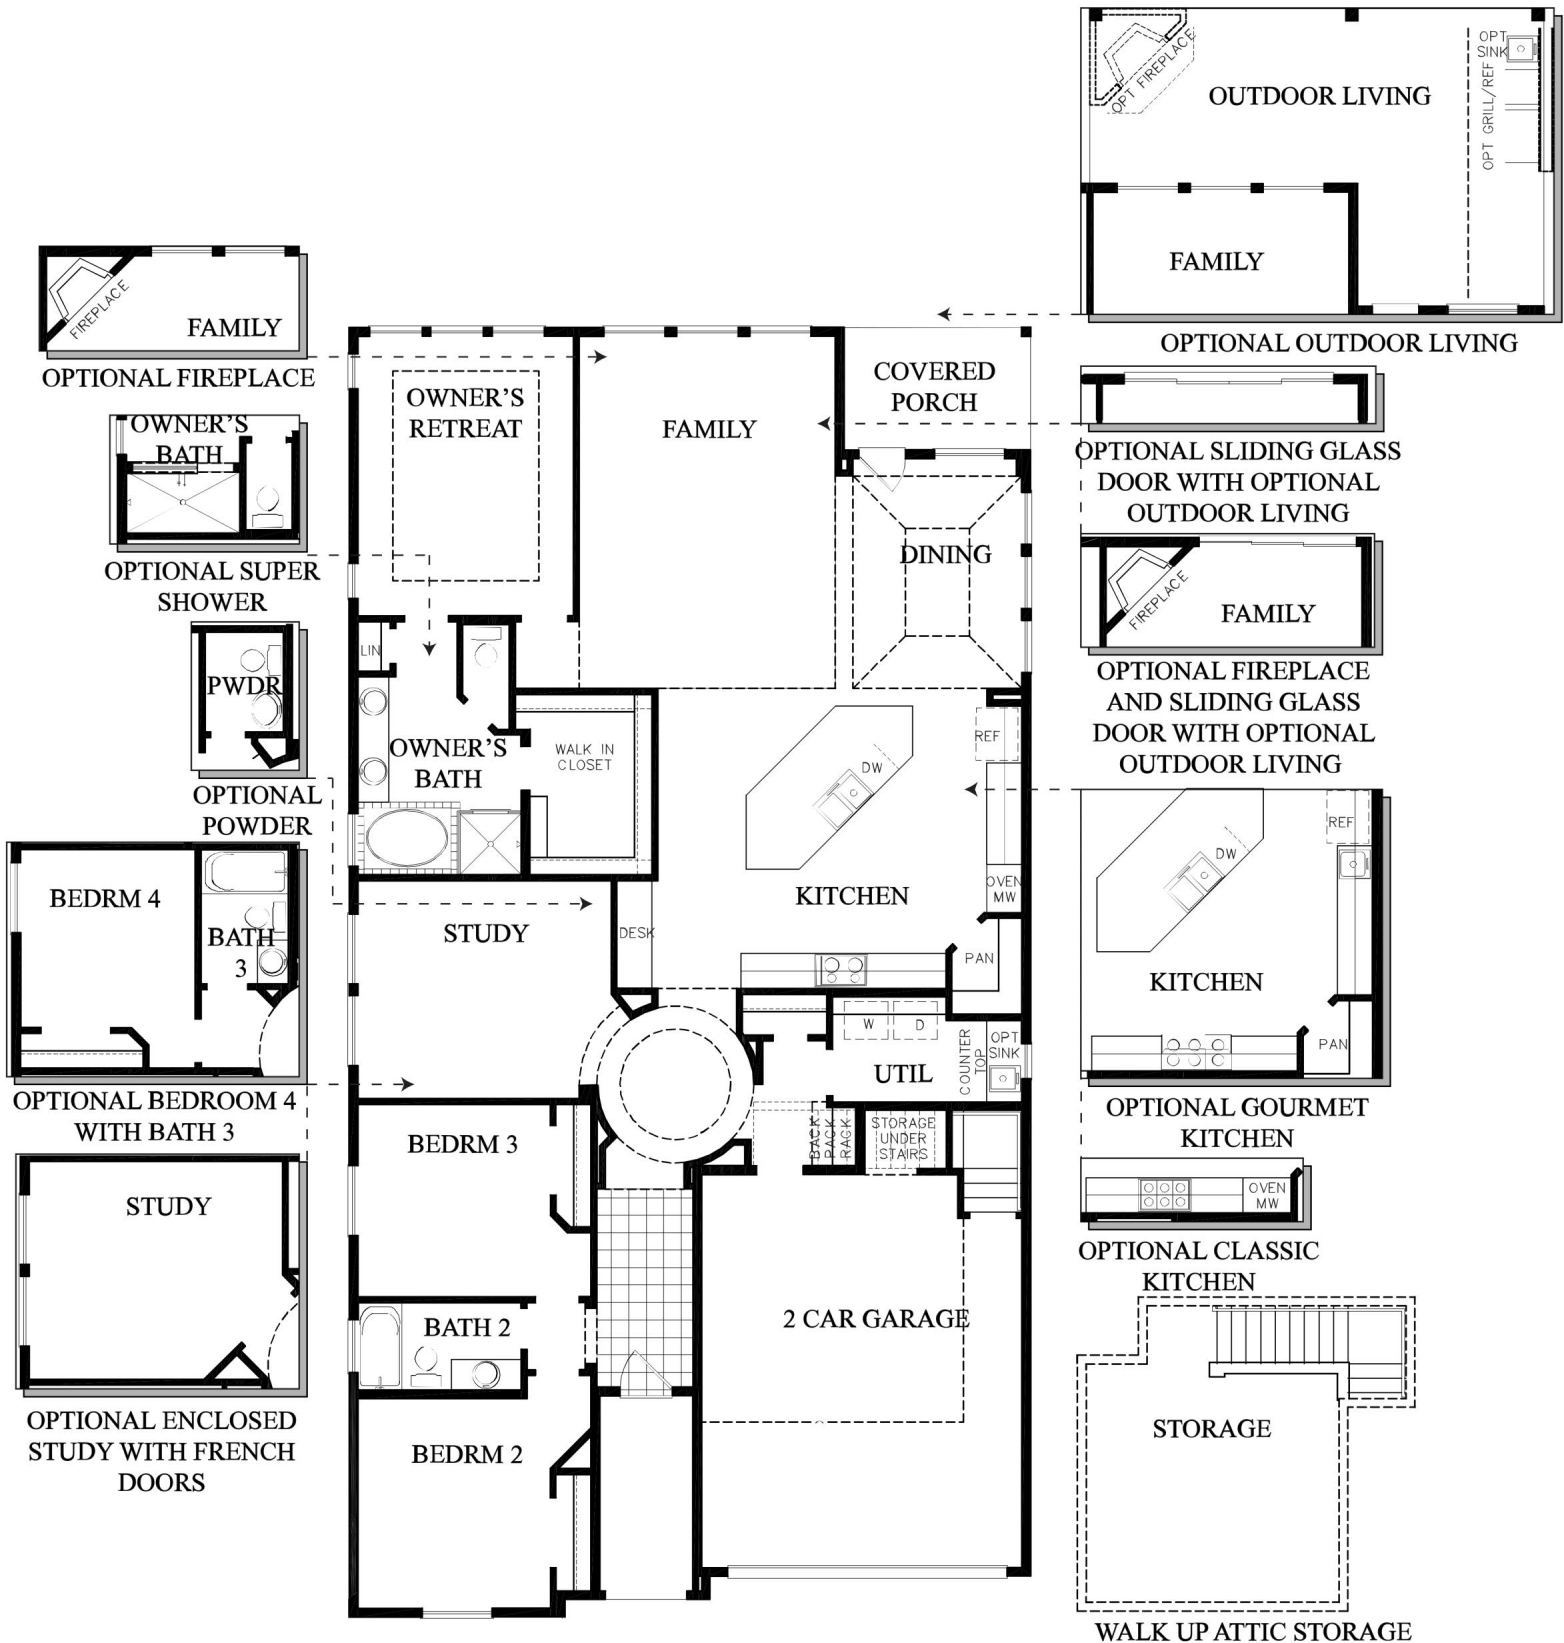 OPT FIREPLACE
OUTDOOR LIVING
OPT
SINK
OPT GRILL/REF
FAMILY
OPTIONAL OUTDOOR LIVING
FIREPLACE
FAMILY
OPTIONAL FIREPLACE
OWNER'S
BATH
OPTIONAL SUPER
SHOWER
PWDR
OPTIONAL
POWDER
BEDRM 4
BATH
3
OPTIONAL BEDROOM 4
WITH BATH 3
STUDY
OPTIONAL ENCLOSED
STUDY WITH FRENCH
DOORS
OWNER'S
RETREAT
FAMILY
COVERED
PORCH
DINING
LIN
OWNER'S
BATH
WALK IN
CLOSET
REF
DW
OVEN
MW
KITCHEN
STUDY
DESK
PAN
W
D
UTIL
COUNTER
TOP
OPT
SINK
BEDRM 3
BACK
PACK
RACK
STORAGE
UNDER
STAIRS
BATH 2
2 CAR GARAGE
BEDRM 2
OPTIONAL SLIDING GLASS
DOOR WITH OPTIONAL
OUTDOOR LIVING
FIREPLACE
FAMILY
OPTIONAL FIREPLACE
AND SLIDING GLASS
DOOR WITH OPTIONAL
OUTDOOR LIVING
REF
DW
KITCHEN
PAN
OPTIONAL GOURMET
KITCHEN
OVEN
MW
OPTIONAL CLASSIC
KITCHEN
STORAGE
WALK UP ATTIC STORAGE